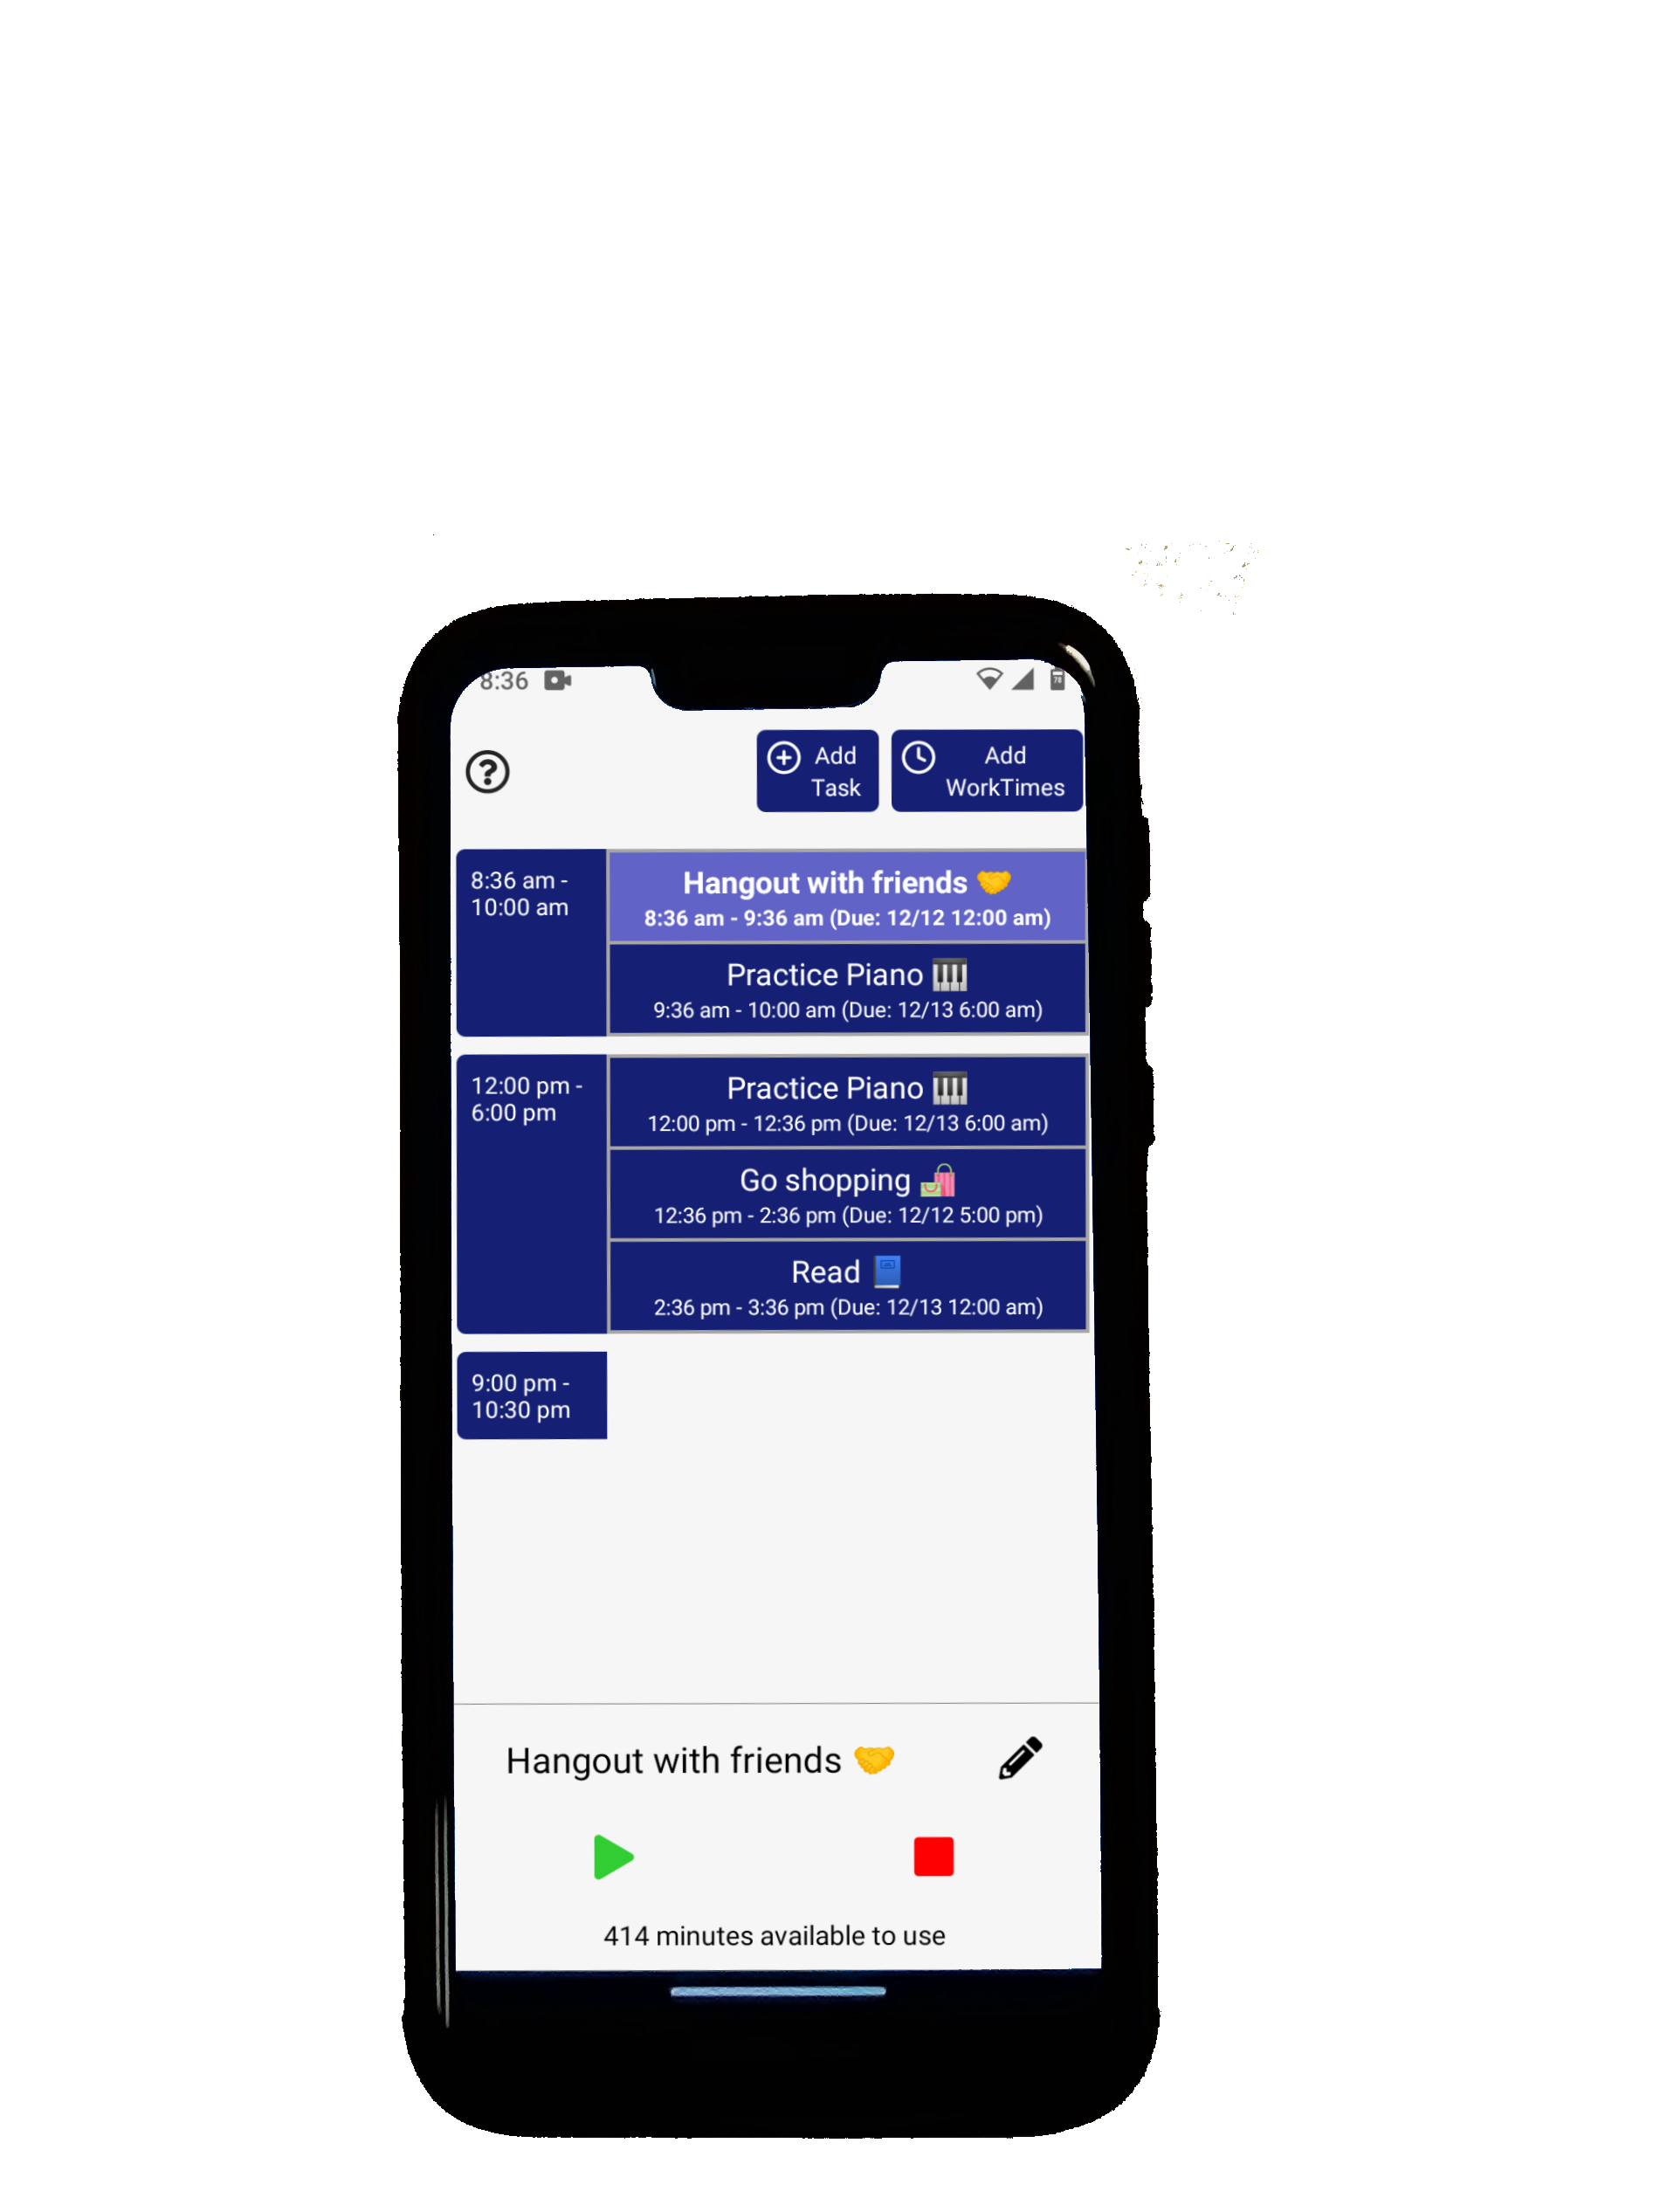 8:36
78
Add
Task
Add
WorkTimes
8:36 am -
10:00 am
Hangout with friends 🤝
8:36 am - 9:36 am (Due: 12/12 12:00 am)
Practice Piano 🎹
9:36 am - 10:00 am (Due: 12/13 6:00 am)
12:00 pm -
6:00 pm
Practice Piano 🎹
12:00 pm - 12:36 pm (Due: 12/13 6:00 am)
Go shopping 🛍️
12:36 pm - 2:36 pm (Due: 12/12 5:00 pm)
Read 📘
2:36 pm - 3:36 pm (Due: 12/13 12:00 am)
9:00 pm -
10:30 pm
Hangout with friends 🤝
414 minutes available to use